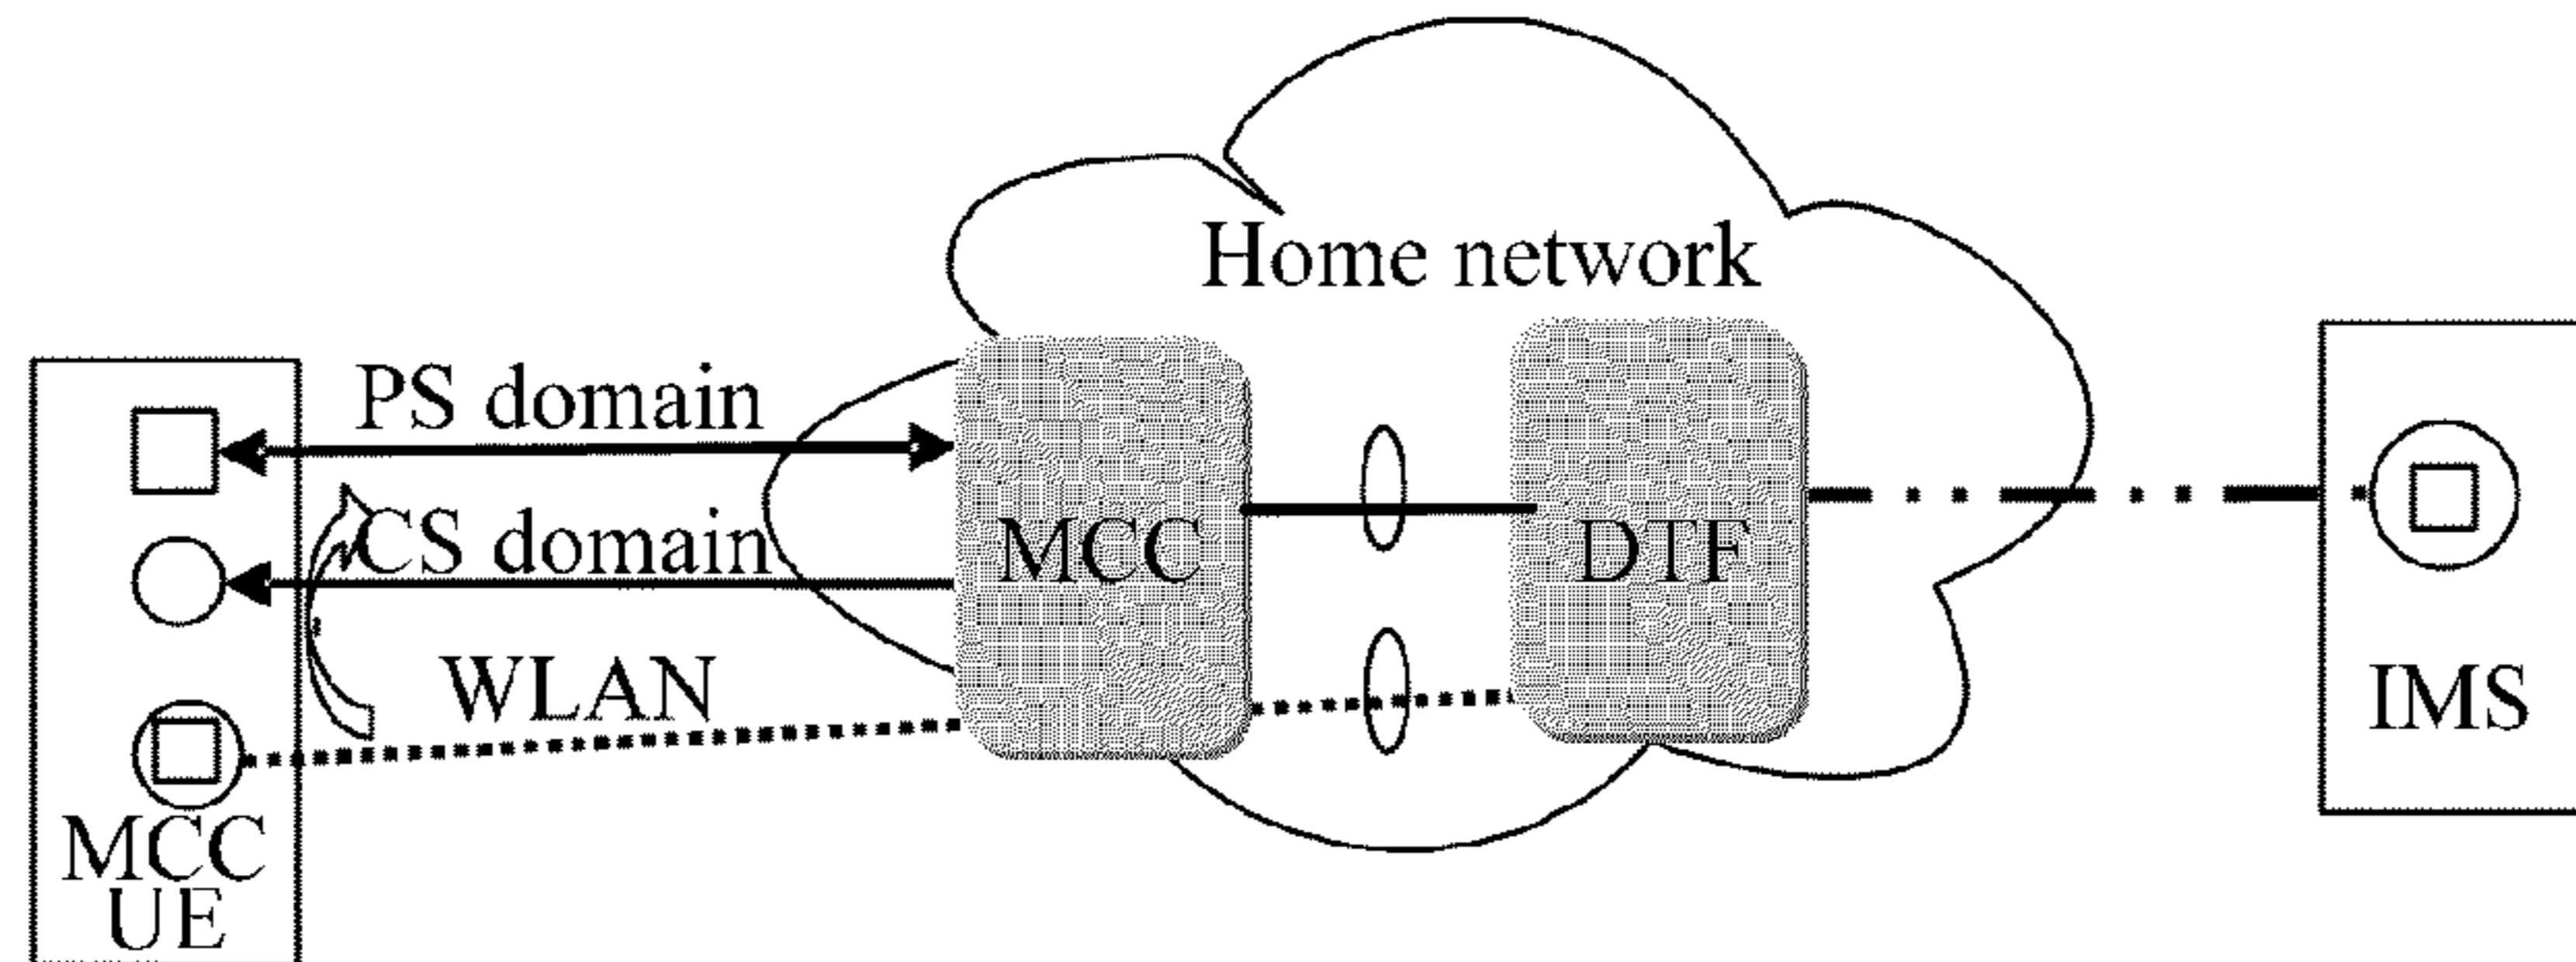 Home network
PS domain
CS domain
MCC
DTF
WLAN
IMS
MCC
UE